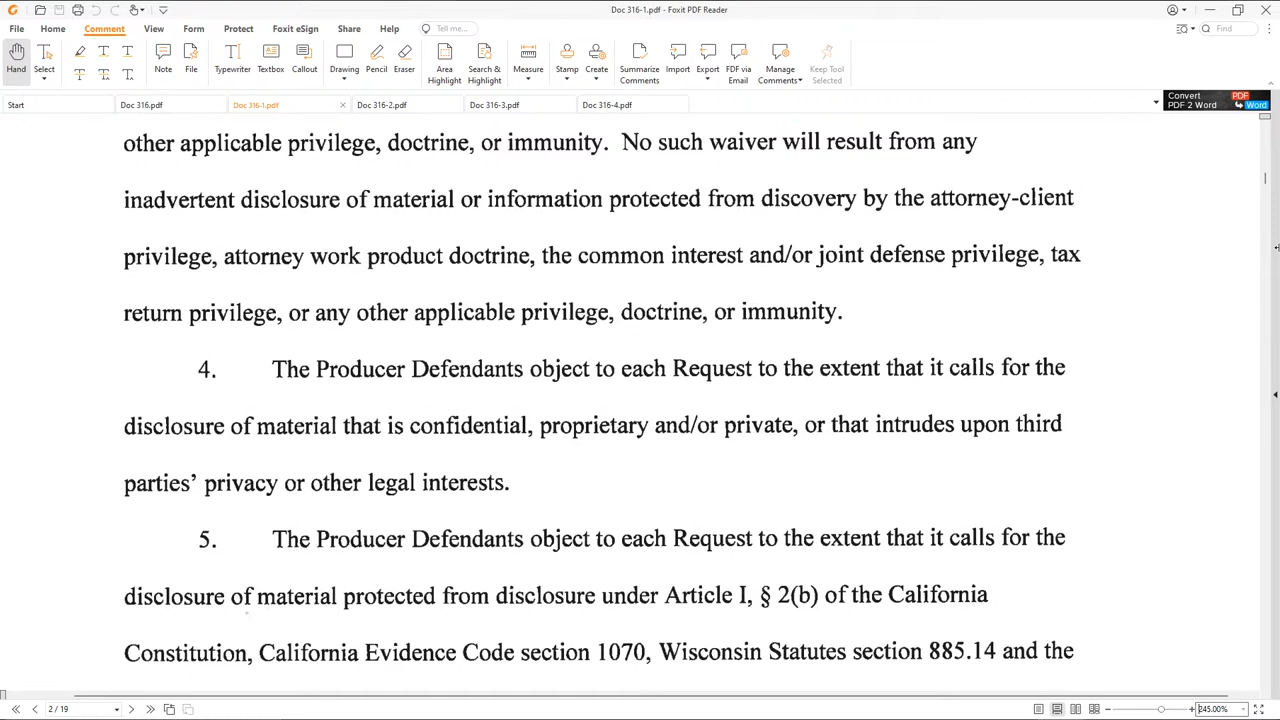 Doc 316-1.pdf - Foxit PDF Reader
File Home Comment View Form Protect Foxit eSign Share Help Tell me... Find
Hand Select Note File Typewriter Textbox Callout Drawing Pencil Eraser Area Highlight Search & Highlight Measure Stamp Create Summarize Comments Import Export PDF via Email Manage Comments Keep Tool Selected
Start Doc 316.pdf Doc 316-1.pdf Doc 316-2.pdf Doc 316-3.pdf Doc 316-4.pdf
Convert PDF
PDF 2 Word Word
other applicable privilege, doctrine, or immunity. No such waiver will result from any
inadvertent disclosure of material or information protected from discovery by the attorney-client
privilege, attorney work product doctrine, the common interest and/or joint defense privilege, tax
return privilege, or any other applicable privilege, doctrine, or immunity.
4. The Producer Defendants object to each Request to the extent that it calls for the
disclosure of material that is confidential, proprietary and/or private, or that intrudes upon third
parties’ privacy or other legal interests.
5. The Producer Defendants object to each Request to the extent that it calls for the
disclosure of material protected from disclosure under Article I, § 2(b) of the California
Constitution, California Evidence Code section 1070, Wisconsin Statutes section 885.14 and the
2 / 19 245.00%